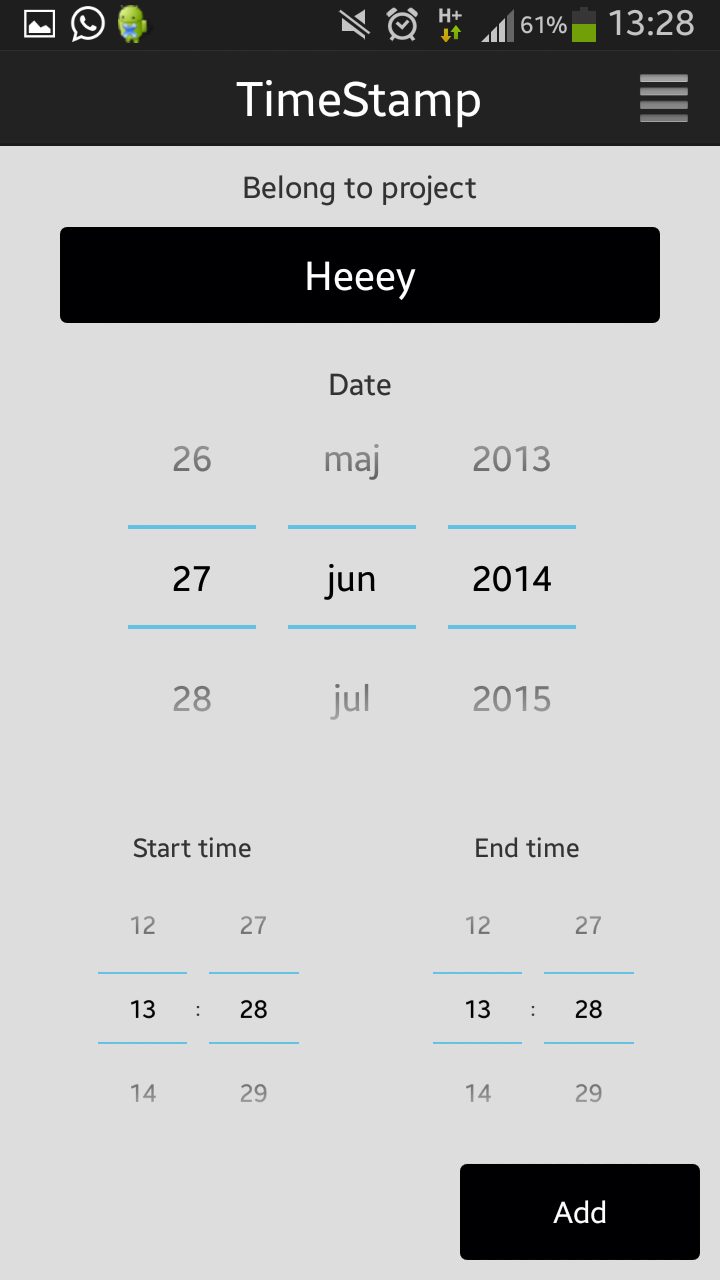 H+ 61% 13:28
TimeStamp
Belong to project
Heeey
Date
26 maj 2013
27 jun 2014
28 jul 2015
Start time End time
12 27 12 27
13 : 28 13 : 28
14 29 14 29
Add